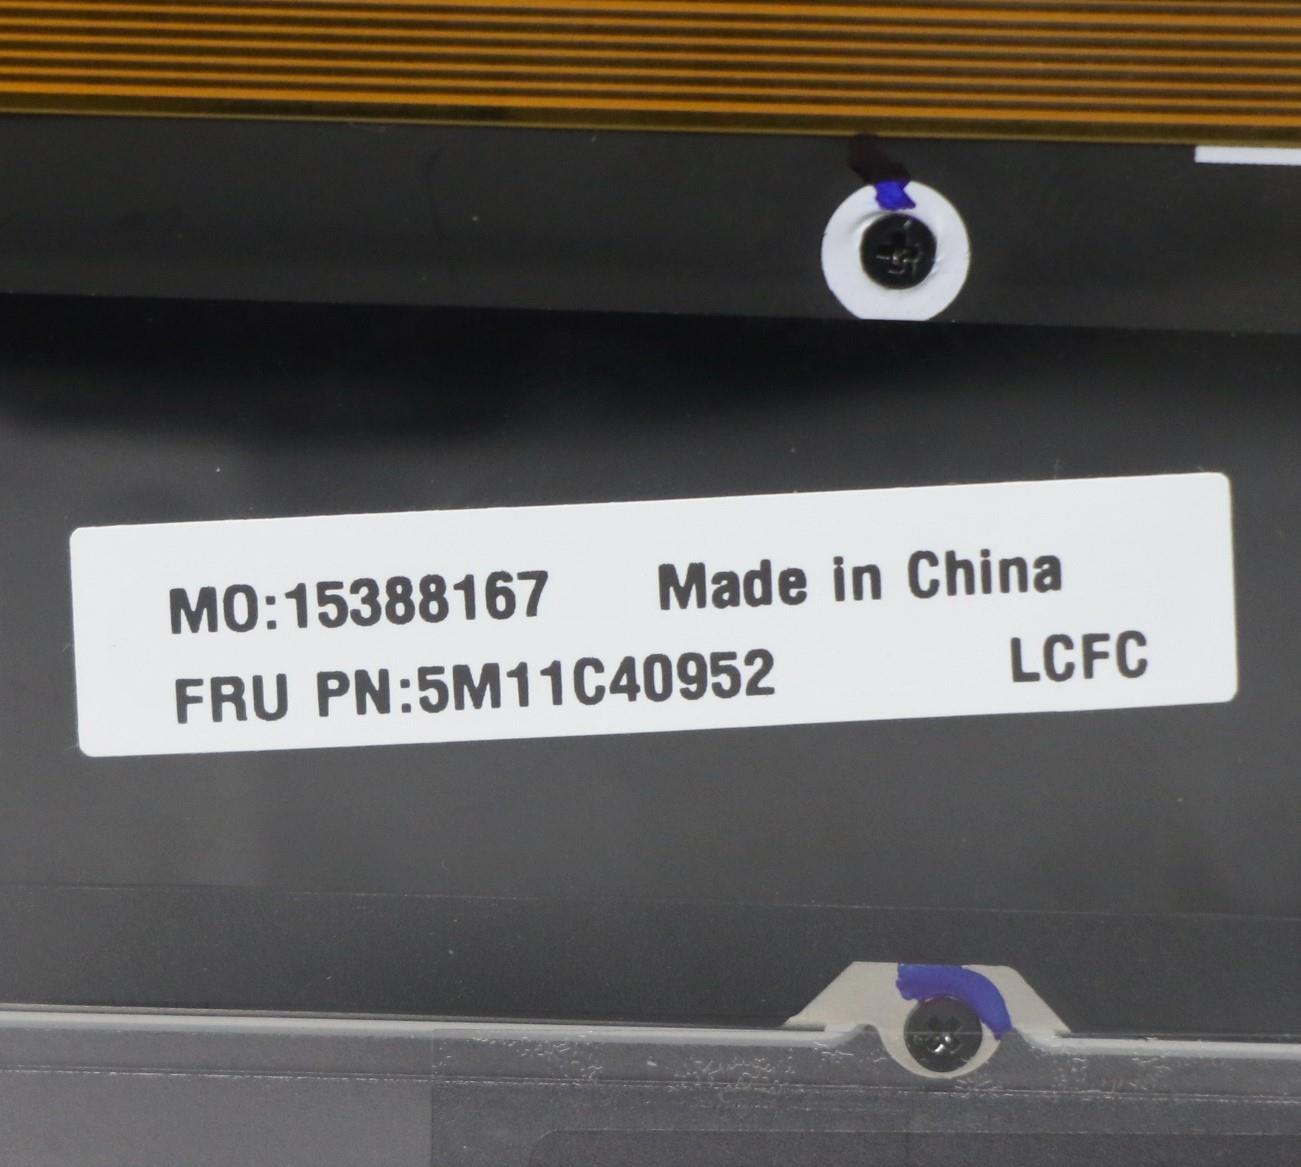 MO:15388167 Made in China
FRU PN:5M11C40952 LCFC